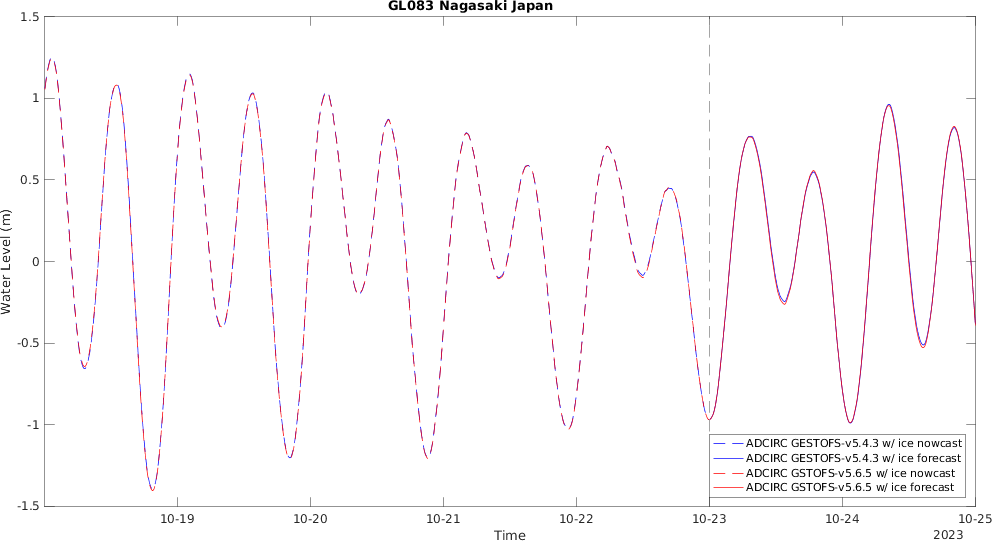 GL083 Nagasaki Japan
1.5
1
0.5
0
-0.5
-1
-1.5
Water Level (m)
10-19
10-20
10-21
10-22
10-23
10-24
10-25
Time
2023
ADCIRC GESTOFS-v5.4.3 w/ ice nowcast
ADCIRC GESTOFS-v5.4.3 w/ ice forecast
ADCIRC GSTOFS-v5.6.5 w/ ice nowcast
ADCIRC GSTOFS-v5.6.5 w/ ice forecast